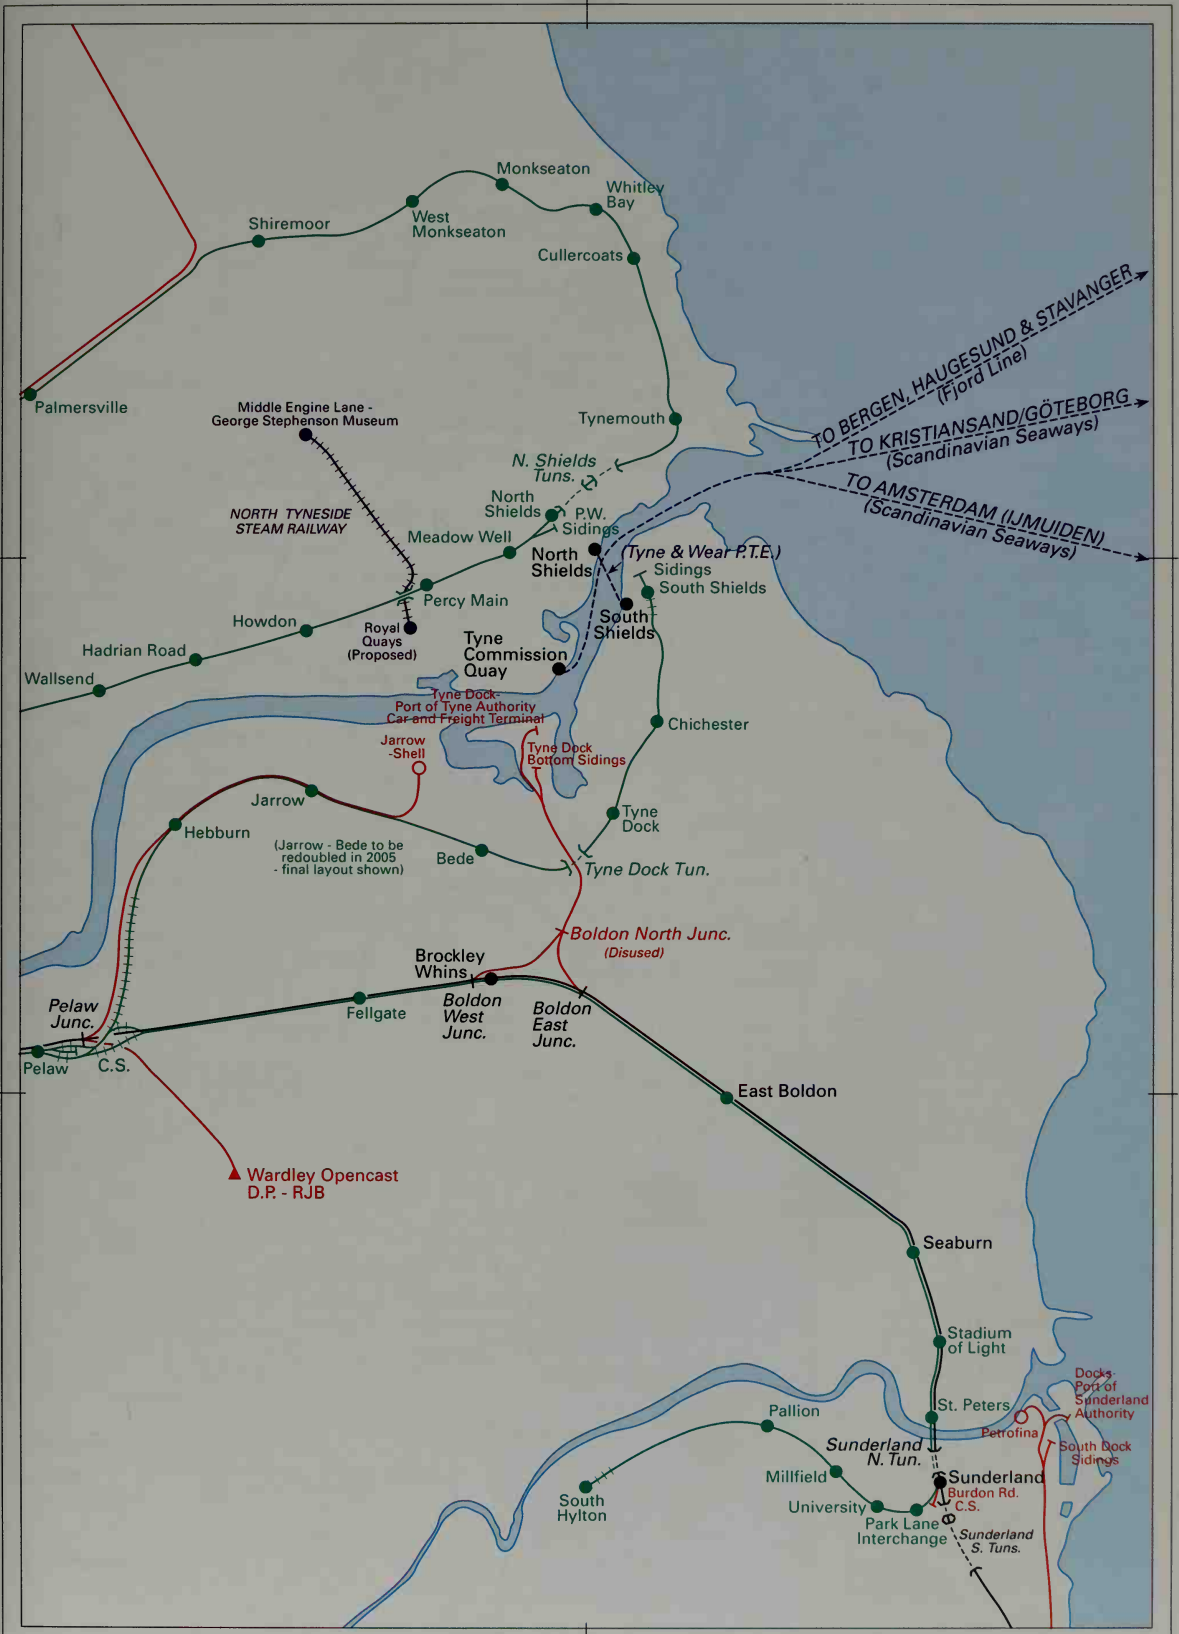 Monkseaton
Whitley
Bay
West
Monkseaton
Shiremoor
Cullercoats
Palmersville
Middle Engine Lane -
George Stephenson Museum
Tynemouth
TO BERGEN, HAUGESUND & STAVANGER
(Fjord Line)
TO KRISTIANSAND/GÖTEBORG
(Scandinavian Seaways)
TO AMSTERDAM (IJMUIDEN)
(Scandinavian Seaways)
N. Shields
Tuns.
North
Shields
P.W.
Sidings
NORTH TYNESIDE
STEAM RAILWAY
Meadow Well
North
Shields
(Tyne & Wear P.T.E.)
Sidings
South Shields
Percy Main
South
Shields
Howdon
Royal
Quays
(Proposed)
Tyne
Commission
Quay
Hadrian Road
Wallsend
Tyne Dock-
Port of Tyne Authority
Car and Freight Terminal
Chichester
Jarrow
-Shell
Tyne Dock
Bottom Sidings
Jarrow
Tyne
Dock
Hebburn
(Jarrow - Bede to be
redoubled in 2005
- final layout shown)
Bede
Tyne Dock Tun.
Boldon North Junc.
(Disused)
Brockley
Whins
Boldon
West
Junc.
Boldon
East
Junc.
Pelaw
Junc.
Fellgate
Pelaw
C.S.
East Boldon
Wardley Opencast
D.P. - RJB
Seaburn
Stadium
of Light
Docks-
Port of
Sunderland
Authority
St. Peters
Pallion
Petrofina
South Dock
Sidings
Sunderland
N. Tun.
Millfield
Sunderland
Burdon Rd.
C.S.
South
Hylton
University
Park Lane
Interchange
Sunderland
S. Tuns.